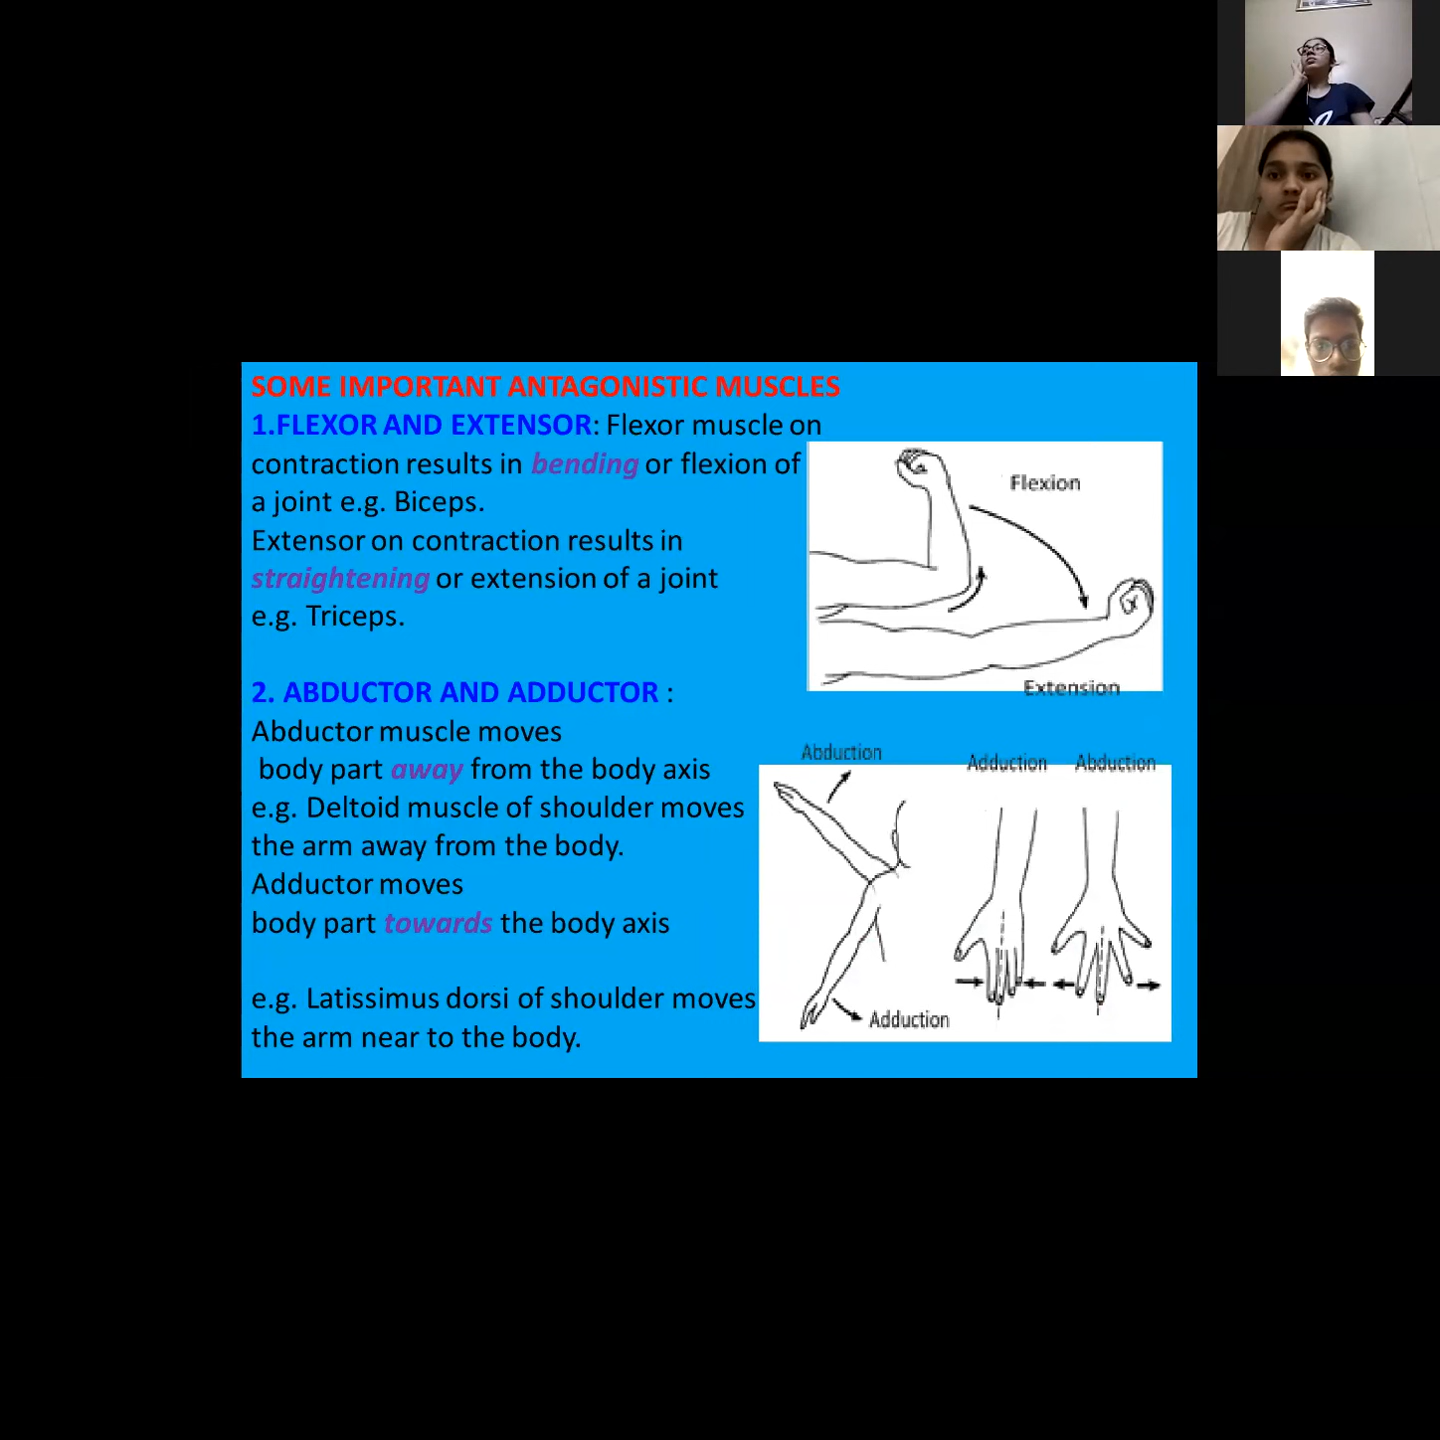 SOME IMPORTANT ANTAGONISTIC MUSCLES
1.FLEXOR AND EXTENSOR: Flexor muscle on
contraction results in bending or flexion of
a joint e.g. Biceps.
Extensor on contraction results in
straightening or extension of a joint
e.g. Triceps.
Flexion
Extension
2. ABDUCTOR AND ADDUCTOR :
Abductor muscle moves
body part away from the body axis
e.g. Deltoid muscle of shoulder moves
the arm away from the body.
Adductor moves
body part towards the body axis
e.g. Latissimus dorsi of shoulder moves
the arm near to the body.
Abduction
Adduction
Adduction
Abduction